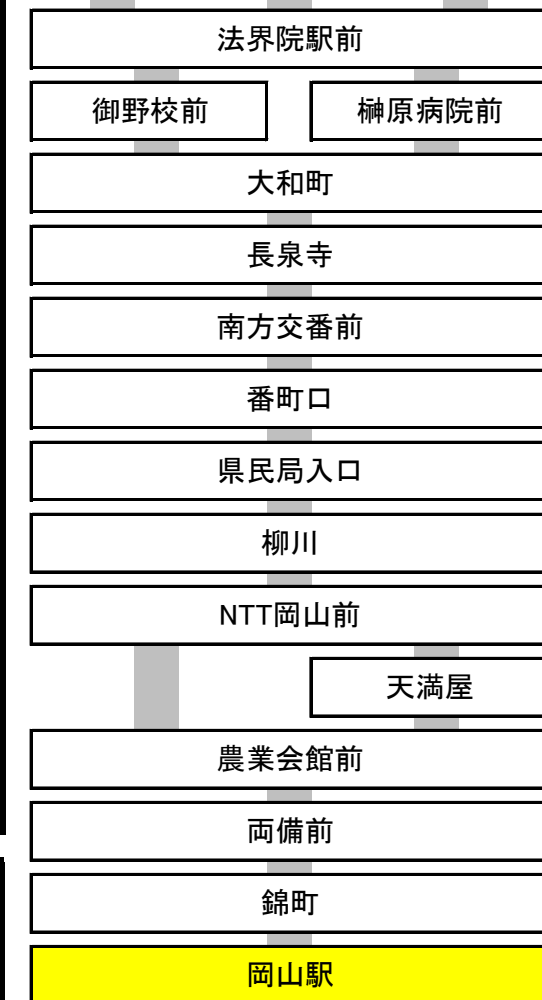 法界院駅前
御野校前
榊原病院前
大和町
長泉寺
南方交番前
番町口
県民局入口
柳川
NTT岡山前
天満屋
農業会館前
両備前
錦町
岡山駅